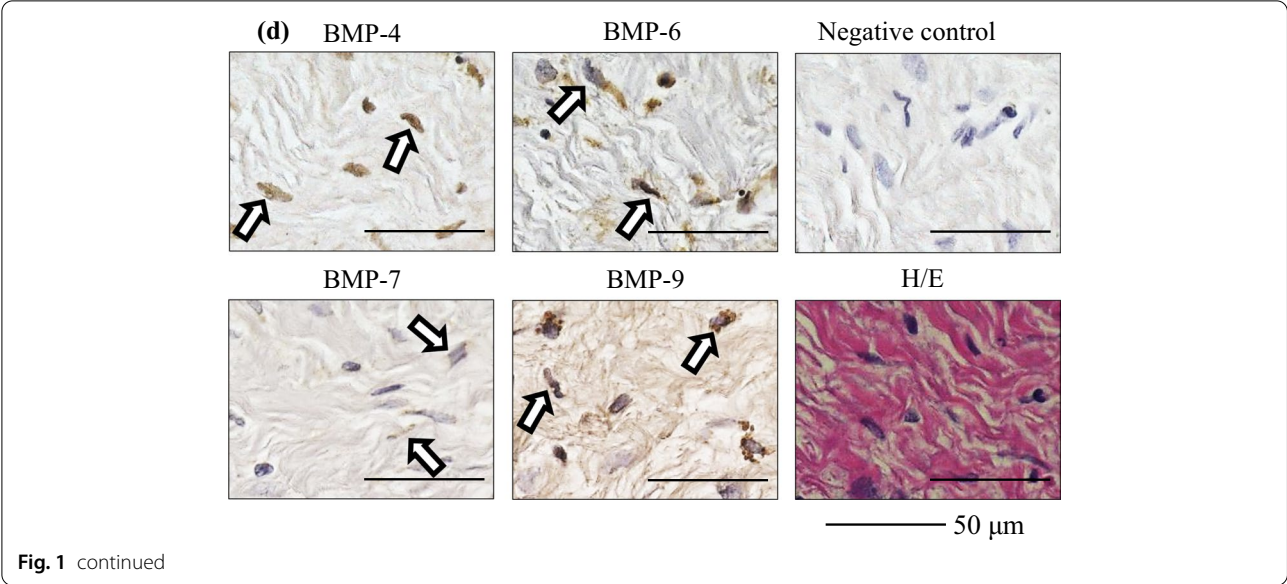 (d) BMP-4 BMP-6 Negative control
BMP-7 BMP-9 H/E
50 μm
Fig. 1 continued